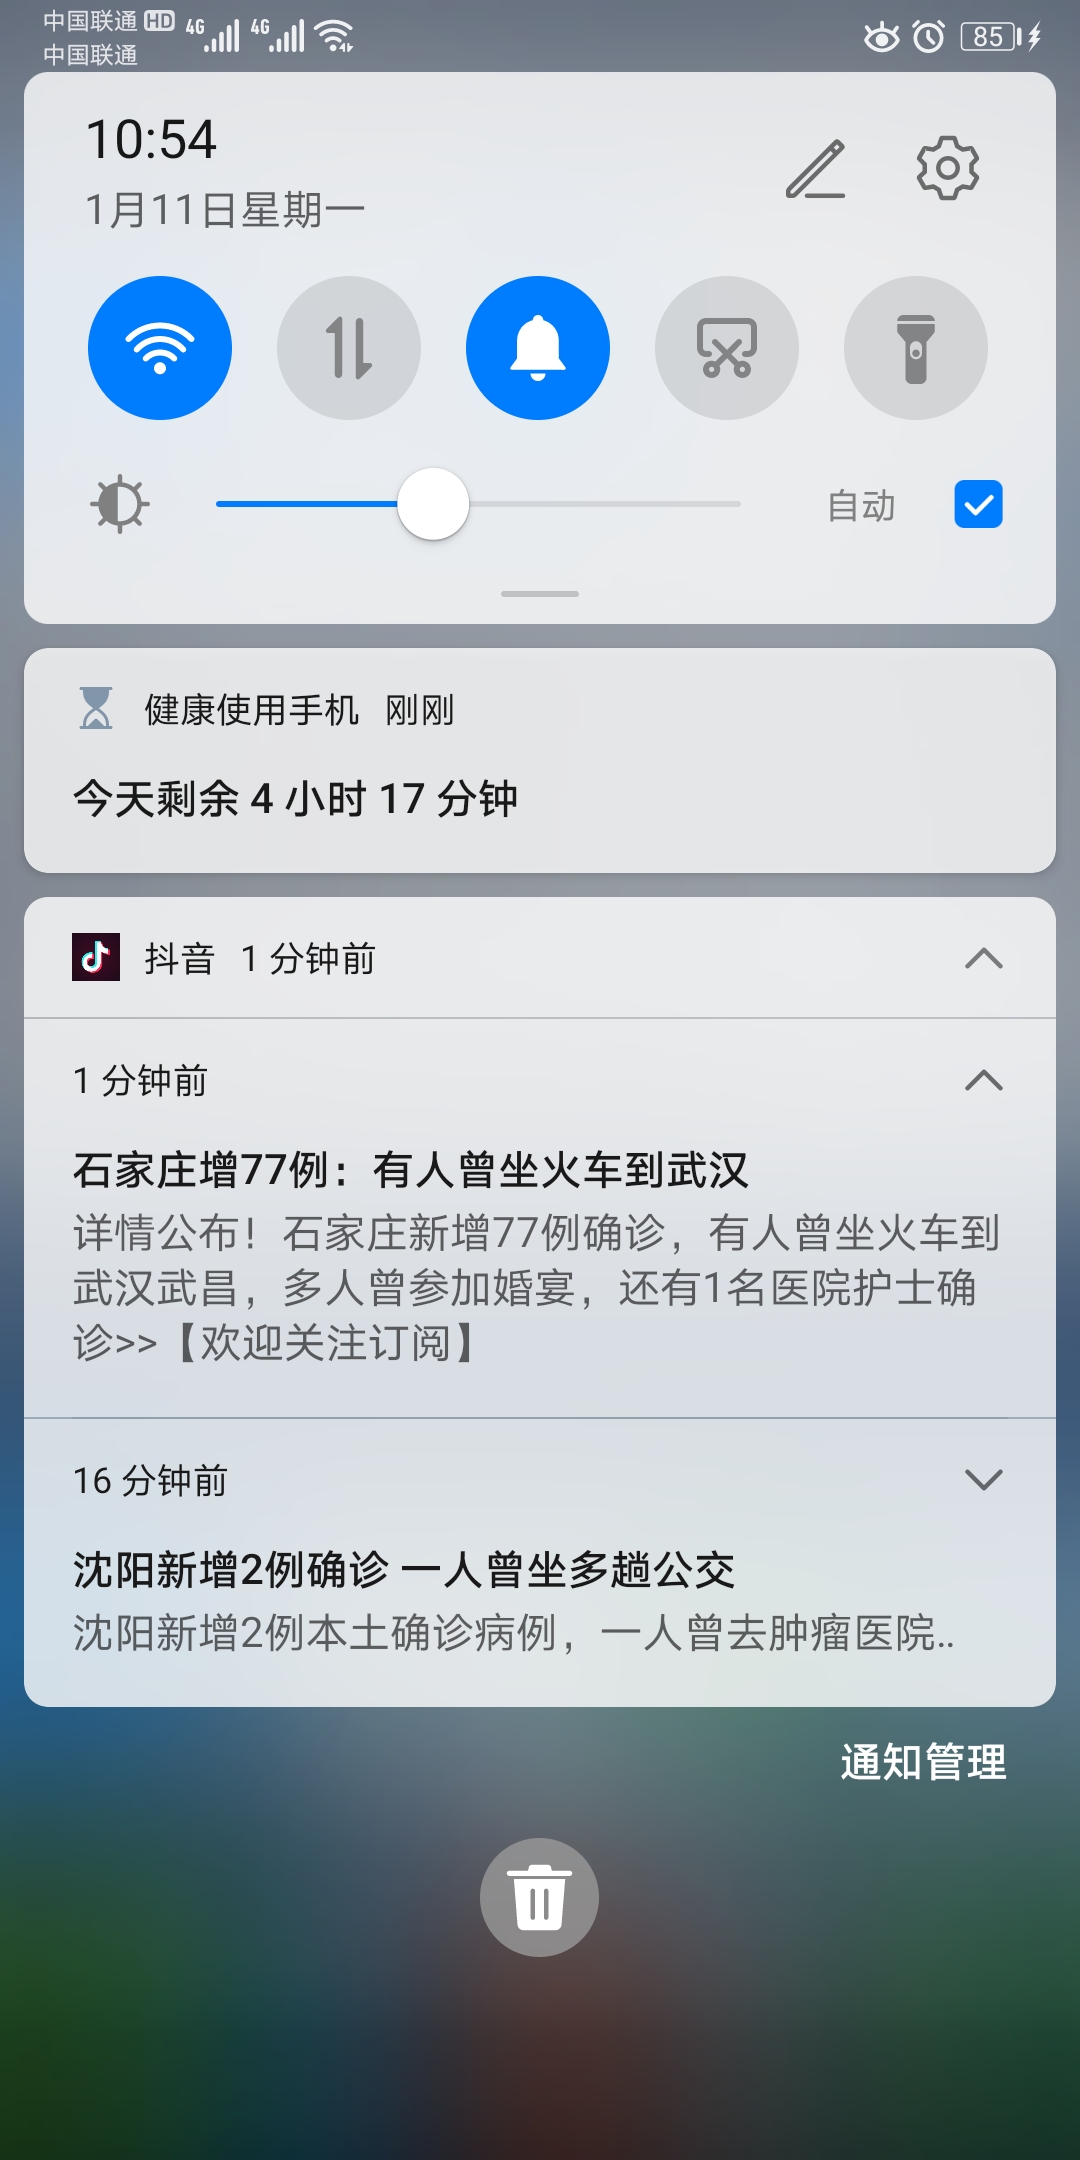 中国联通 HD 4G 4G 85
中国联通
10:54
1月11日星期一
自动
健康使用手机 刚刚
今天剩余 4 小时 17 分钟
抖音 1 分钟前
1 分钟前
石家庄增77例：有人曾坐火车到武汉
详情公布！石家庄新增77例确诊，有人曾坐火车到
武汉武昌，多人曾参加婚宴，还有1名医院护士确
诊>>【欢迎关注订阅】
16 分钟前
沈阳新增2例确诊 一人曾坐多趟公交
沈阳新增2例本土确诊病例，一人曾去肿瘤医院..
通知管理